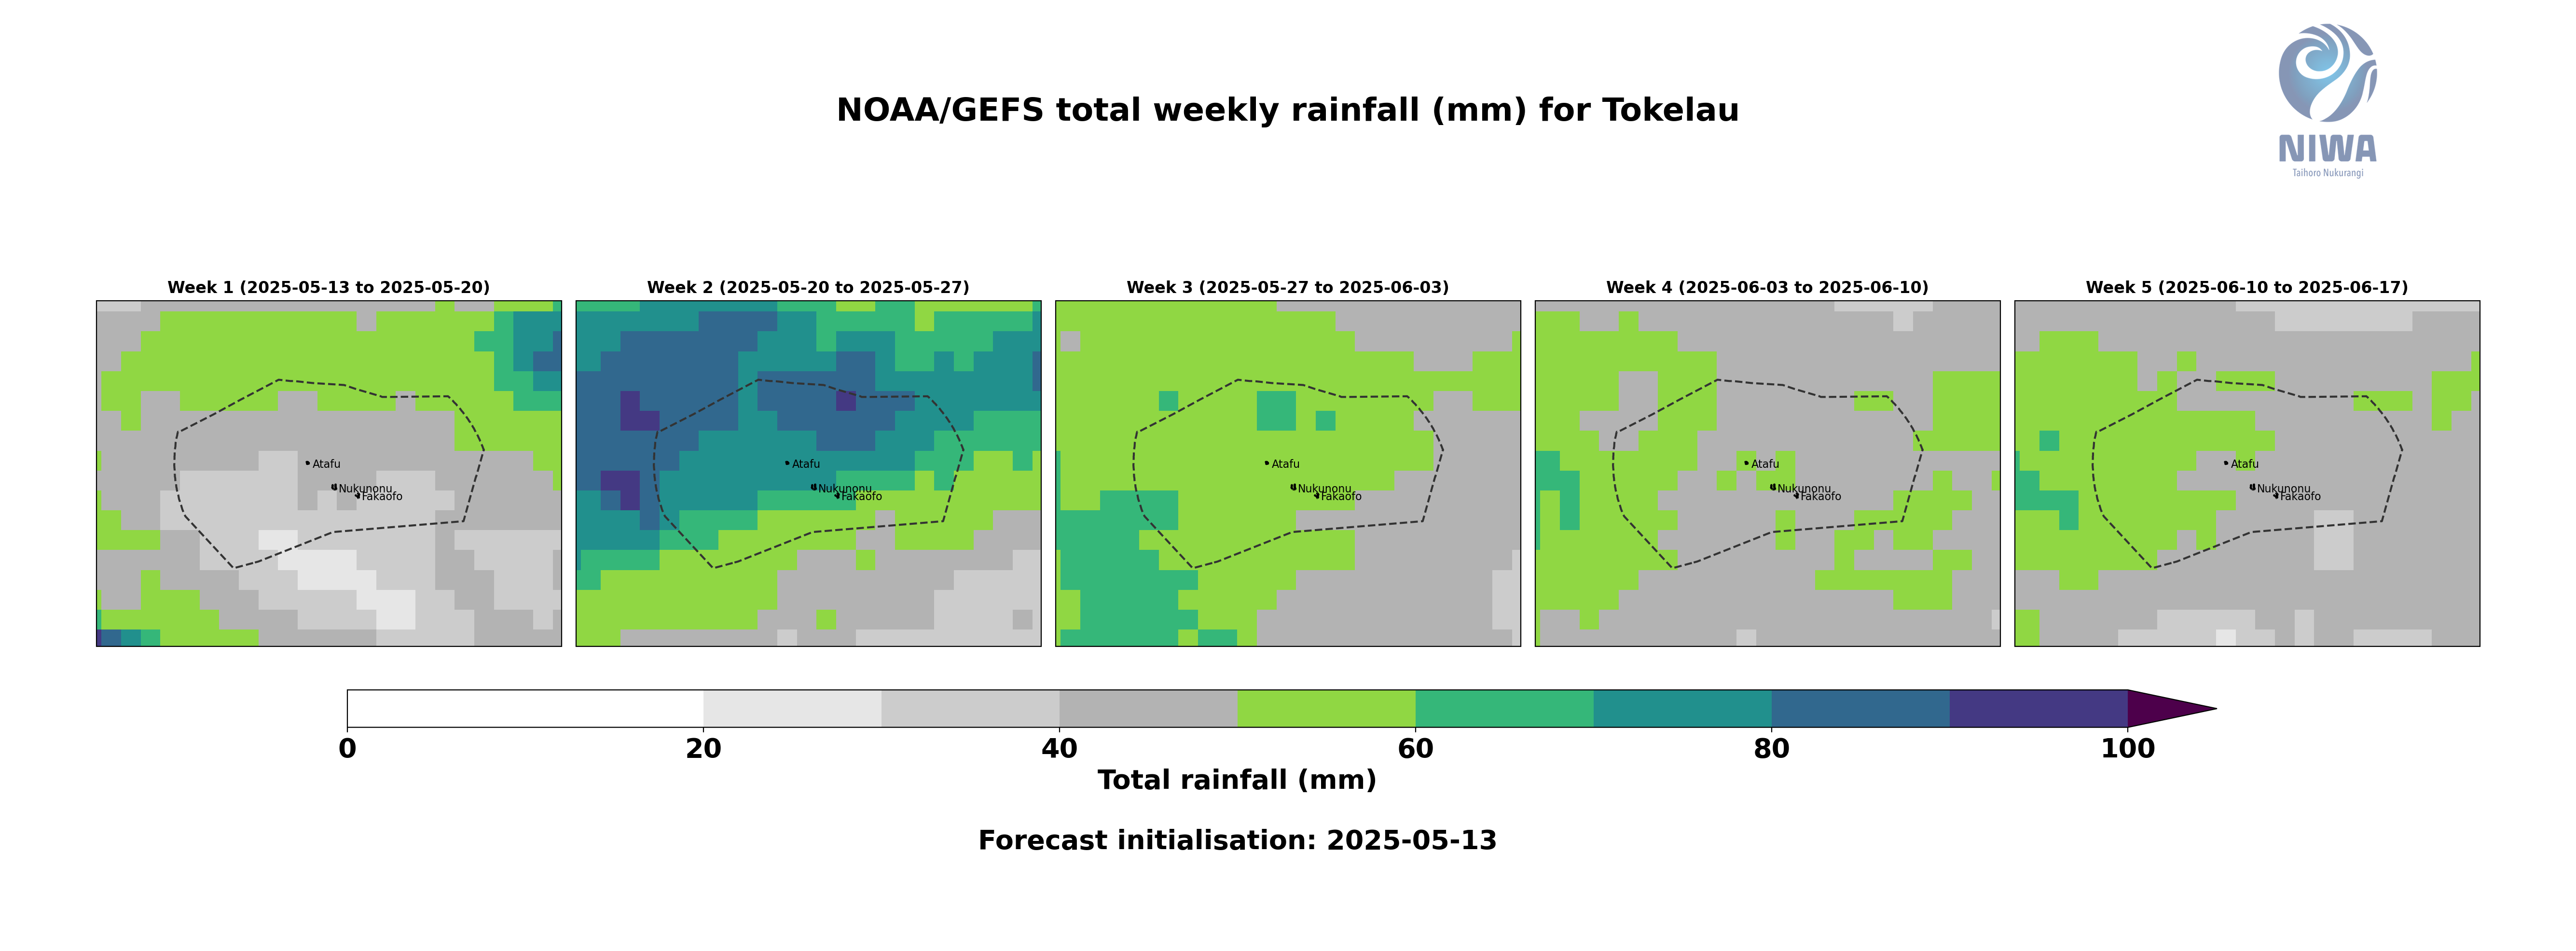 NOAA/GEFS total weekly rainfall (mm) for Tokelau
NIWA
Taihoro Nukurangi
Week 1 (2025-05-13 to 2025-05-20)
Week 2 (2025-05-20 to 2025-05-27)
Week 3 (2025-05-27 to 2025-06-03)
Week 4 (2025-06-03 to 2025-06-10)
Week 5 (2025-06-10 to 2025-06-17)
Atafu
Nukunonu
Fakaofo
Atafu
Nukunonu
Fakaofo
Atafu
Nukunonu
Fakaofo
Atafu
Nukunonu
Fakaofo
Atafu
Nukunonu
Fakaofo
0 20 40 60 80 100
Total rainfall (mm)
Forecast initialisation: 2025-05-13